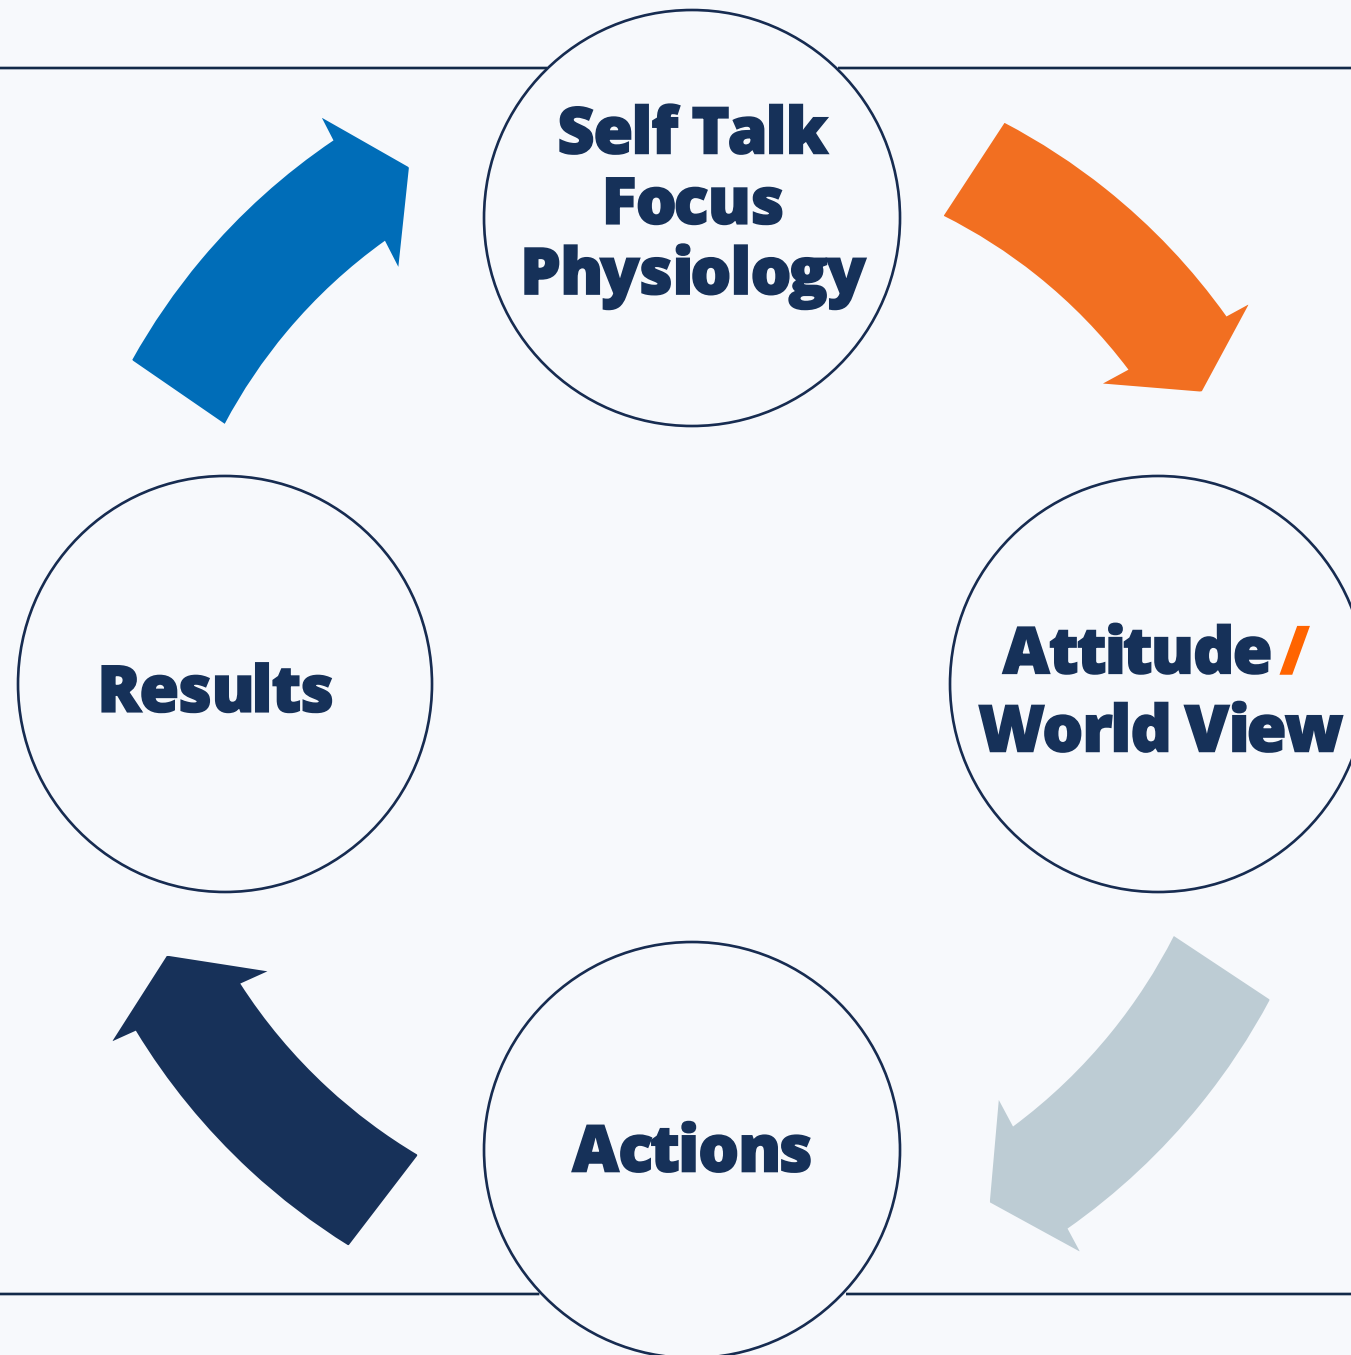 Self Talk
Focus
Physiology
Results
Attitude /
World View
Actions